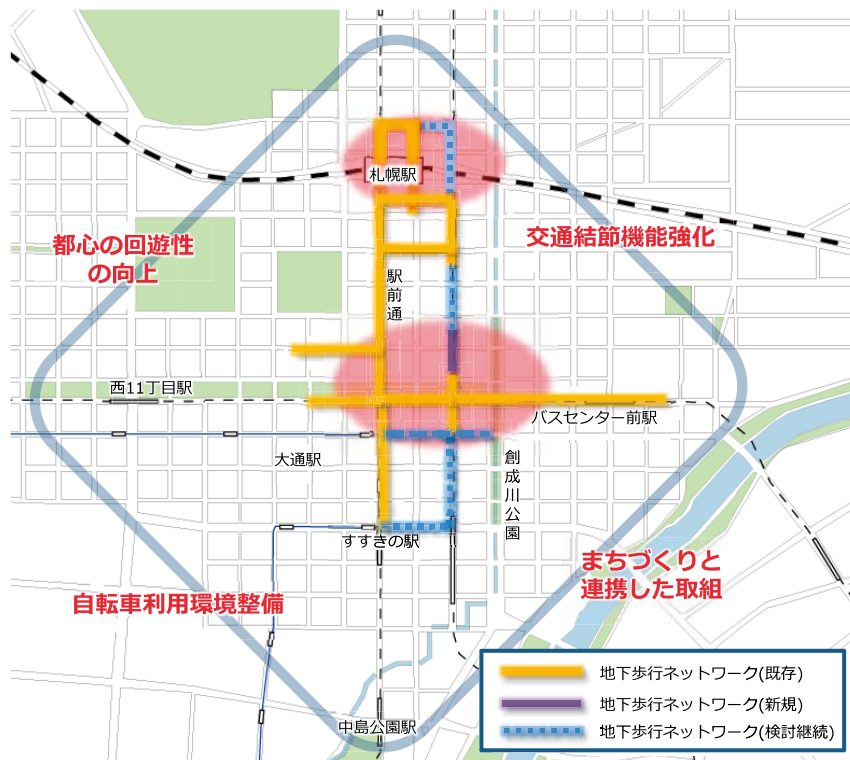 札幌駅
都心の回遊性
の向上
交通結節機能強化
駅前通
西11丁目駅
バスセンター前駅
大通駅
創成川公園
すすきの駅
まちづくりと
連携した取組
自転車利用環境整備
中島公園駅
地下歩行ネットワーク(既存)
地下歩行ネットワーク(新規)
地下歩行ネットワーク(検討継続)